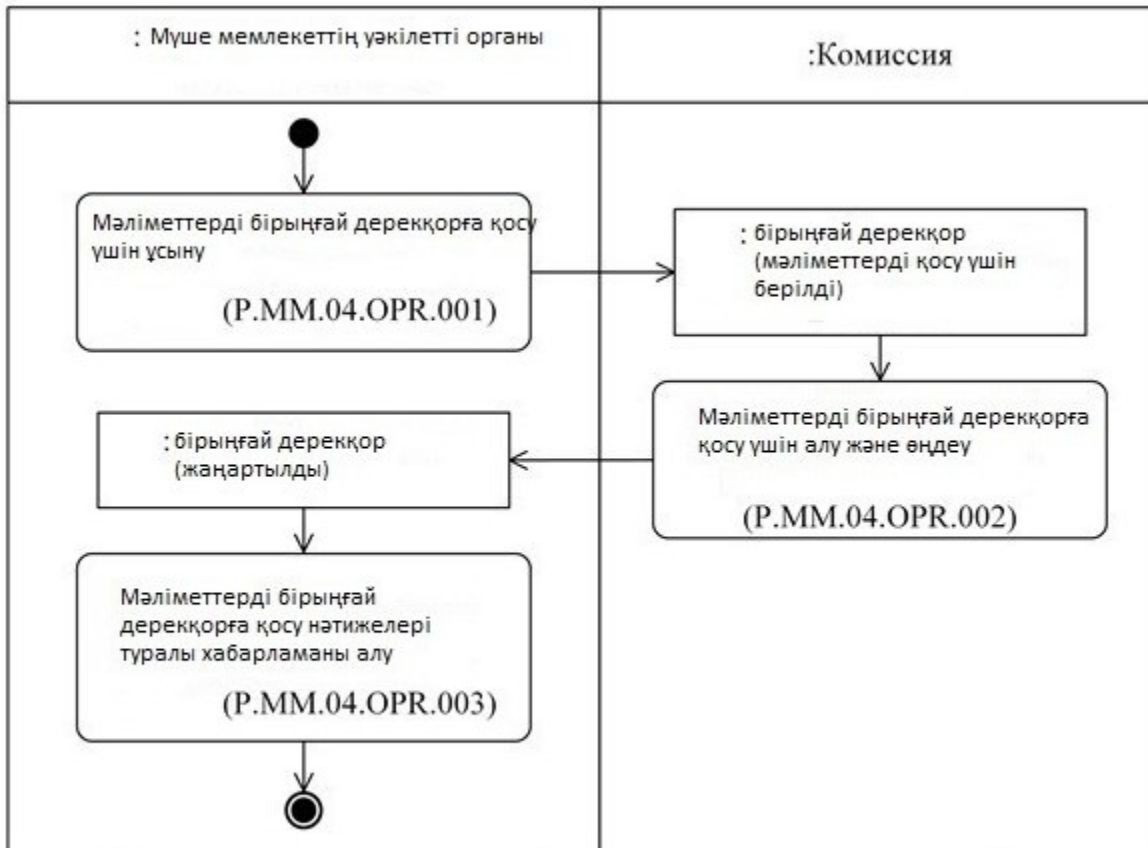 : Мүше мемлекеттің уәкілетті органы
:Комиссия
Мәліметтерді бірыңғай дерекқорға қосу
үшін ұсыну
(P.MM.04.OPR.001)
: бірыңғай дерекқор
(мәліметтерді қосу үшін
берілді)
Мәліметтерді бірыңғай дерекқорға
қосу үшін алу және өңдеу
(P.MM.04.OPR.002)
: бірыңғай дерекқор
(жаңартылды)
Мәліметтерді бірыңғай
дерекқорға қосу нәтижелері
туралы хабарламаны алу
(P.MM.04.OPR.003)